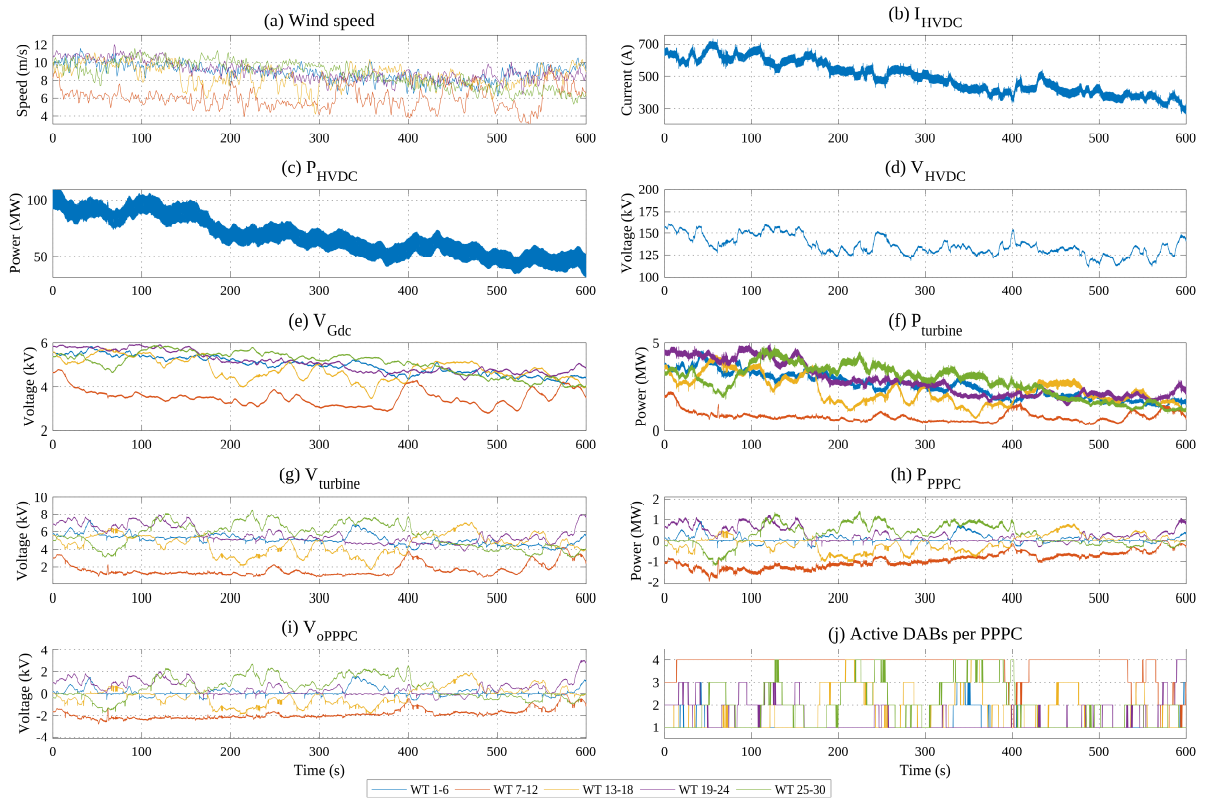 (a) Wind speed
Speed (m/s)
12
10
8
6
4
0 100 200 300 400 500 600
(b) I_HVDC
Current (A)
700
500
300
0 100 200 300 400 500 600
(c) P_HVDC
Power (MW)
100
50
0 100 200 300 400 500 600
(d) V_HVDC
Voltage (kV)
200
175
150
125
100
0 100 200 300 400 500 600
(e) V_Gdc
Voltage (kV)
6
4
2
0 100 200 300 400 500 600
(f) P_turbine
Power (MW)
5
0
0 100 200 300 400 500 600
(g) V_turbine
Voltage (kV)
10
8
6
4
2
0 100 200 300 400 500 600
(h) P_PPPC
Power (MW)
2
1
0
-1
-2
0 100 200 300 400 500 600
(i) V_oPPPC
Voltage (kV)
4
2
0
-2
-4
0 100 200 300 400 500 600
Time (s)
(j) Active DABs per PPPC
4
3
2
1
0 100 200 300 400 500 600
Time (s)
WT 1-6 WT 7-12 WT 13-18 WT 19-24 WT 25-30